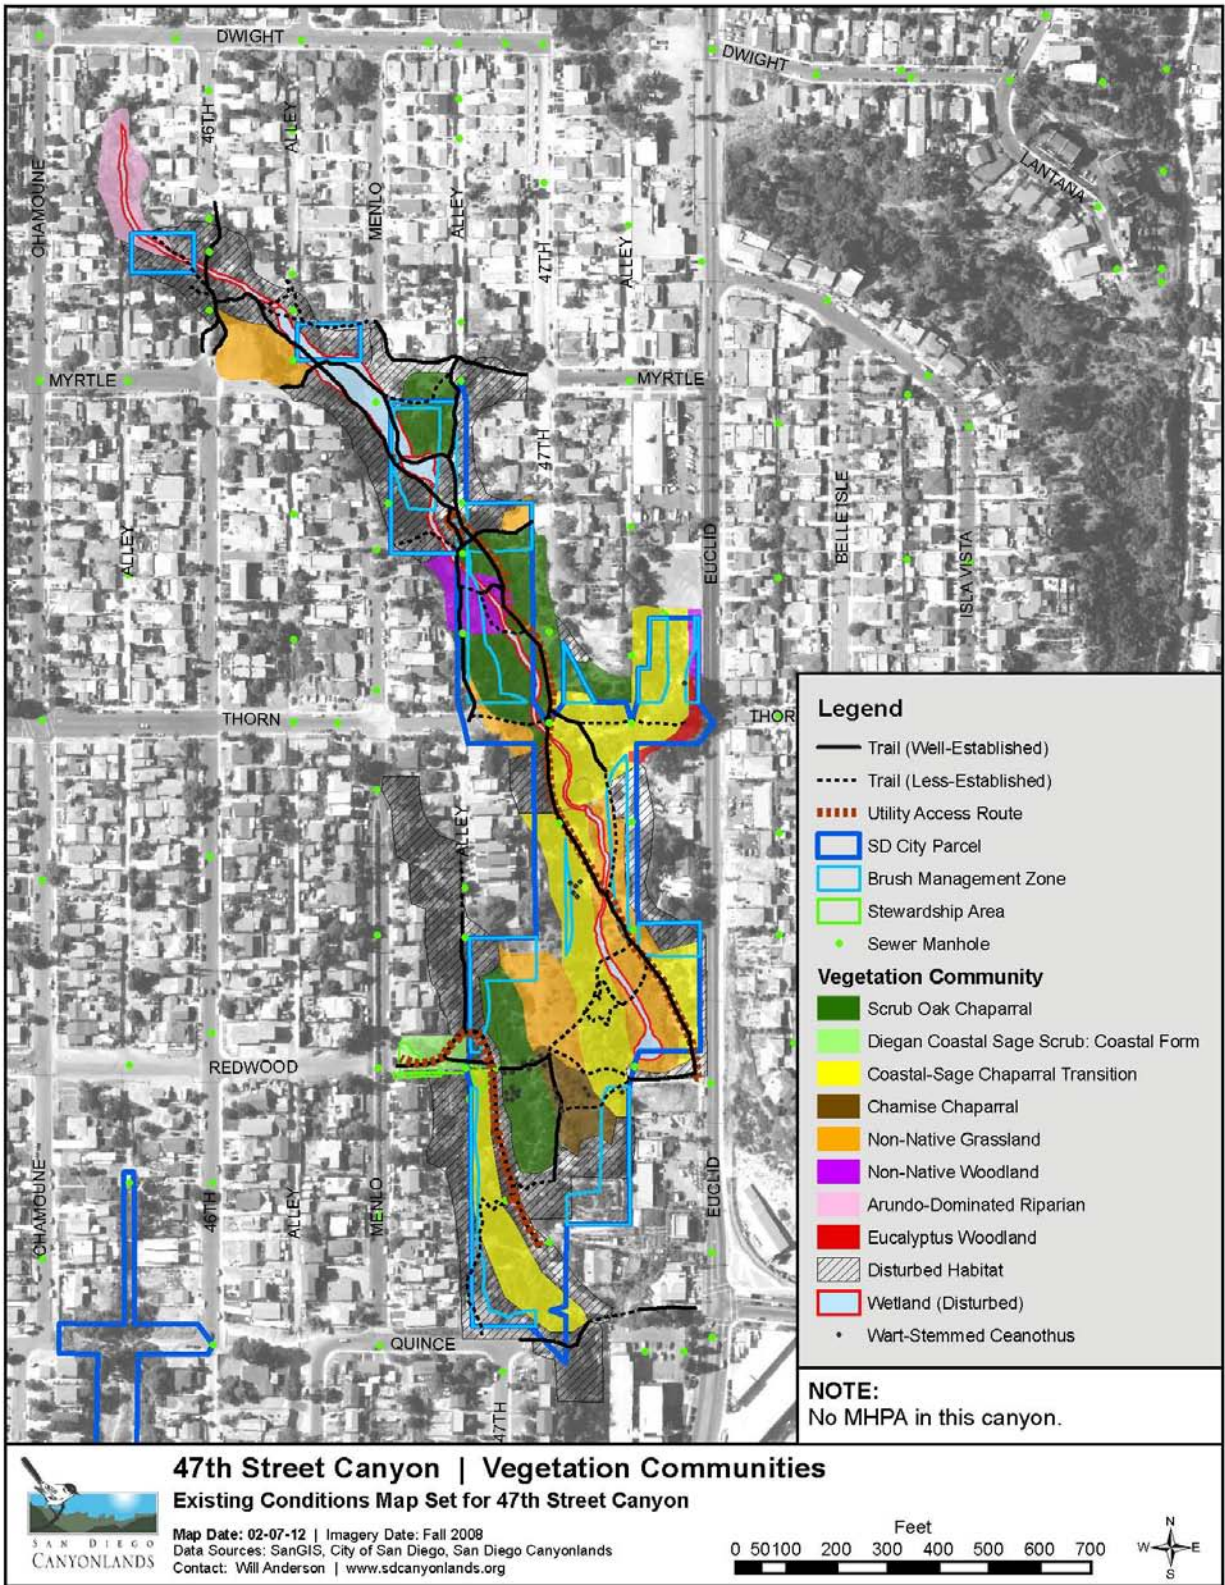 DWIGHT
DWIGHT
CHAMOUNE
46TH
ALLEY
MENLO
ALLEY
47TH
ALLEY
LANTANA
MYRTLE
MYRTLE
47TH
ALLEY
EUCLID
BELLE ISLE
ISLA VISTA
THORN
THOR
ALLEY
REDWOOD
CHAMOUNE
46TH
ALLEY
MENLO
EUCLID
QUINCE
47TH
Legend
Trail (Well-Established)
Trail (Less-Established)
Utility Access Route
SD City Parcel
Brush Management Zone
Stewardship Area
Sewer Manhole
Vegetation Community
Scrub Oak Chaparral
Diegan Coastal Sage Scrub: Coastal Form
Coastal-Sage Chaparral Transition
Chamise Chaparral
Non-Native Grassland
Non-Native Woodland
Arundo-Dominated Riparian
Eucalyptus Woodland
Disturbed Habitat
Wetland (Disturbed)
Wart-Stemmed Ceanothus
NOTE:
No MHPA in this canyon.
SAN DIEGO
CANYONLANDS
47th Street Canyon | Vegetation Communities
Existing Conditions Map Set for 47th Street Canyon
Map Date: 02-07-12 | Imagery Date: Fall 2008
Data Sources: SanGIS, City of San Diego, San Diego Canyonlands
Contact: Will Anderson | www.sdcanyonlands.org
Feet
0 50 100 200 300 400 500 600 700
N
W E
S